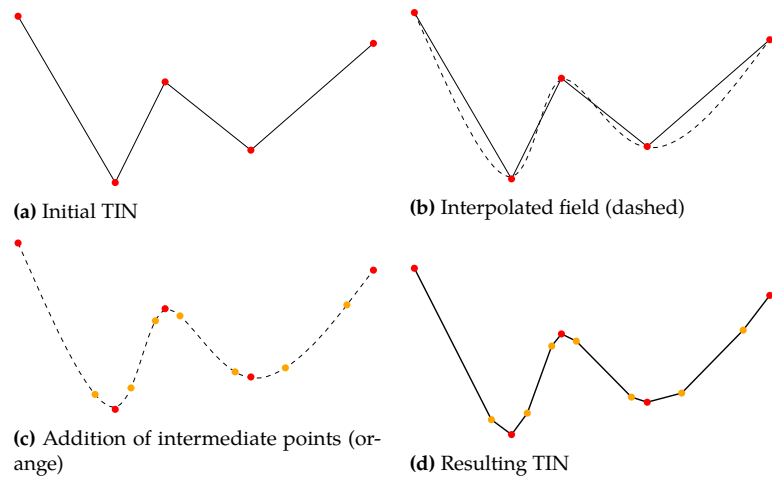 (a) Initial TIN
(b) Interpolated field (dashed)
(c) Addition of intermediate points (or-
ange)
(d) Resulting TIN